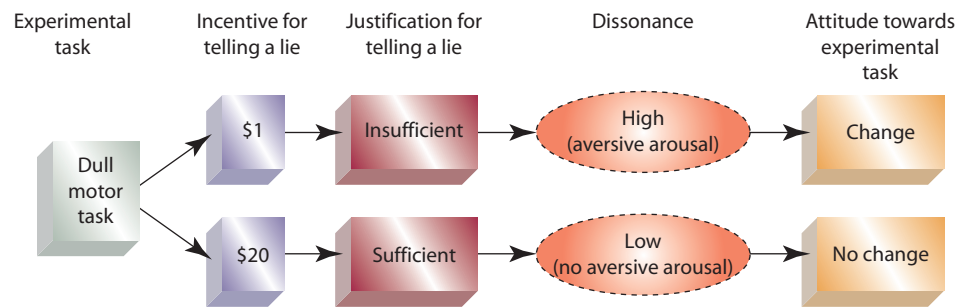 Experimental
task
Incentive for
telling a lie
Justification for
telling a lie
Dissonance
Attitude towards
experimental
task
Dull
motor
task
$1
Insufficient
High
(aversive arousal)
Change
$20
Sufficient
Low
(no aversive arousal)
No change